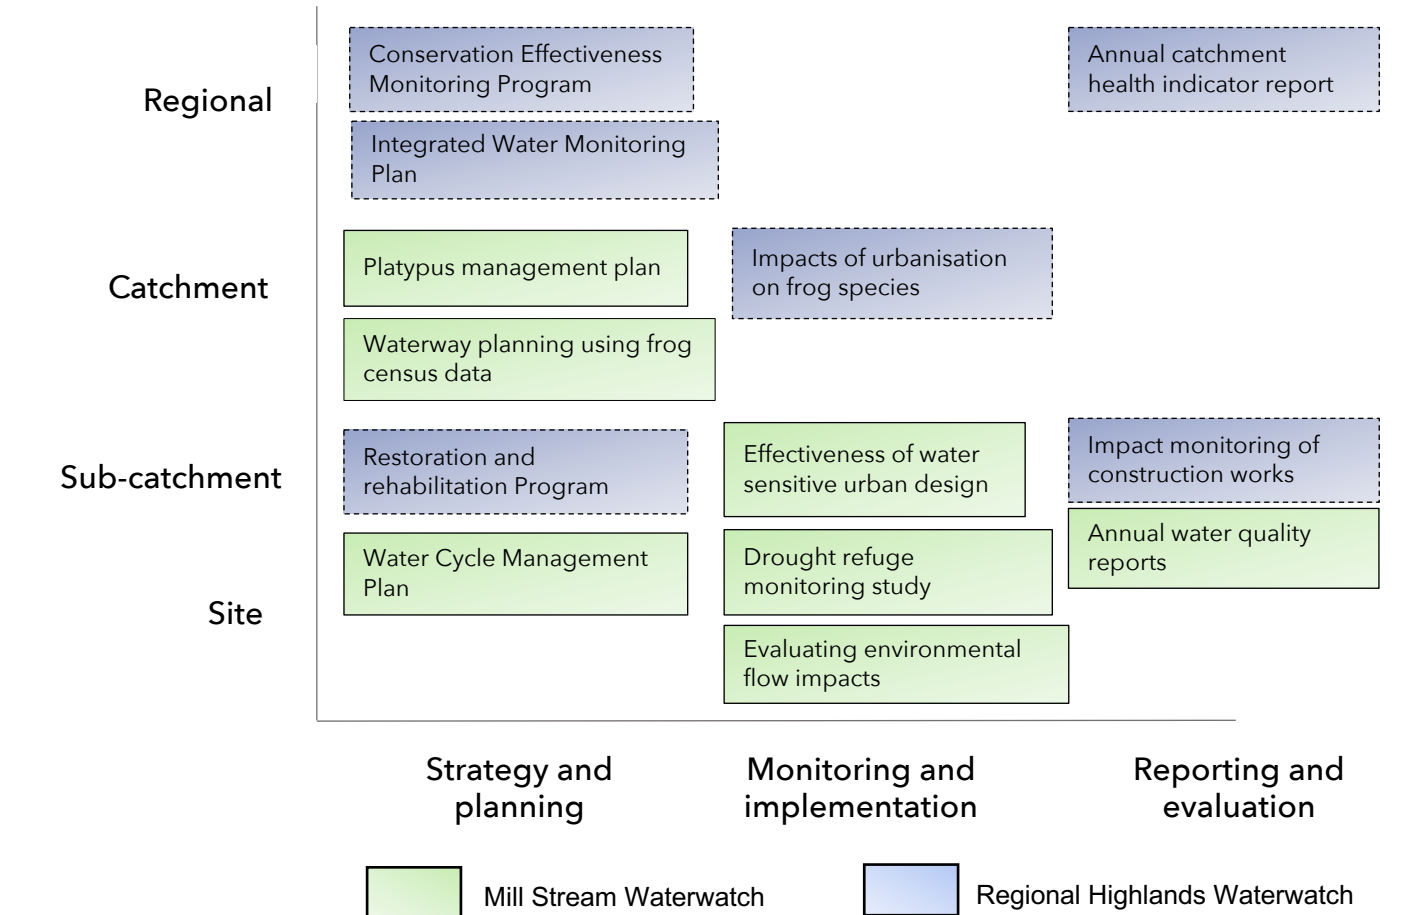 Regional
Conservation Effectiveness
Monitoring Program
Annual catchment
health indicator report
Integrated Water Monitoring
Plan
Catchment
Platypus management plan
Impacts of urbanisation
on frog species
Waterway planning using frog
census data
Sub-catchment
Restoration and
rehabilitation Program
Effectiveness of water
sensitive urban design
Impact monitoring of
construction works
Site
Water Cycle Management
Plan
Drought refuge
monitoring study
Annual water quality
reports
Evaluating environmental
flow impacts
Strategy and
planning
Monitoring and
implementation
Reporting and
evaluation
Mill Stream Waterwatch
Regional Highlands Waterwatch